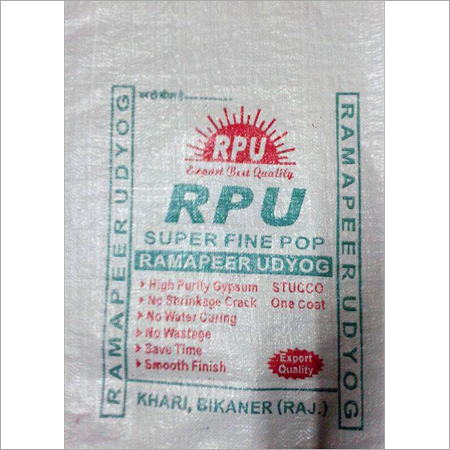 RPU
Export Best Quality
RPU
SUPER FINE POP
RAMAPEER UDYOG
High Purity Gypsum STUCCO
No Shrinkage Crack One Coat
No Water Curing
No Wastege
Save Time
Smooth Finish
Export
Quality
KHARI, BIKANER (RAJ.)
RAMAPEER UDYOG
RAMAPEER UDYOG